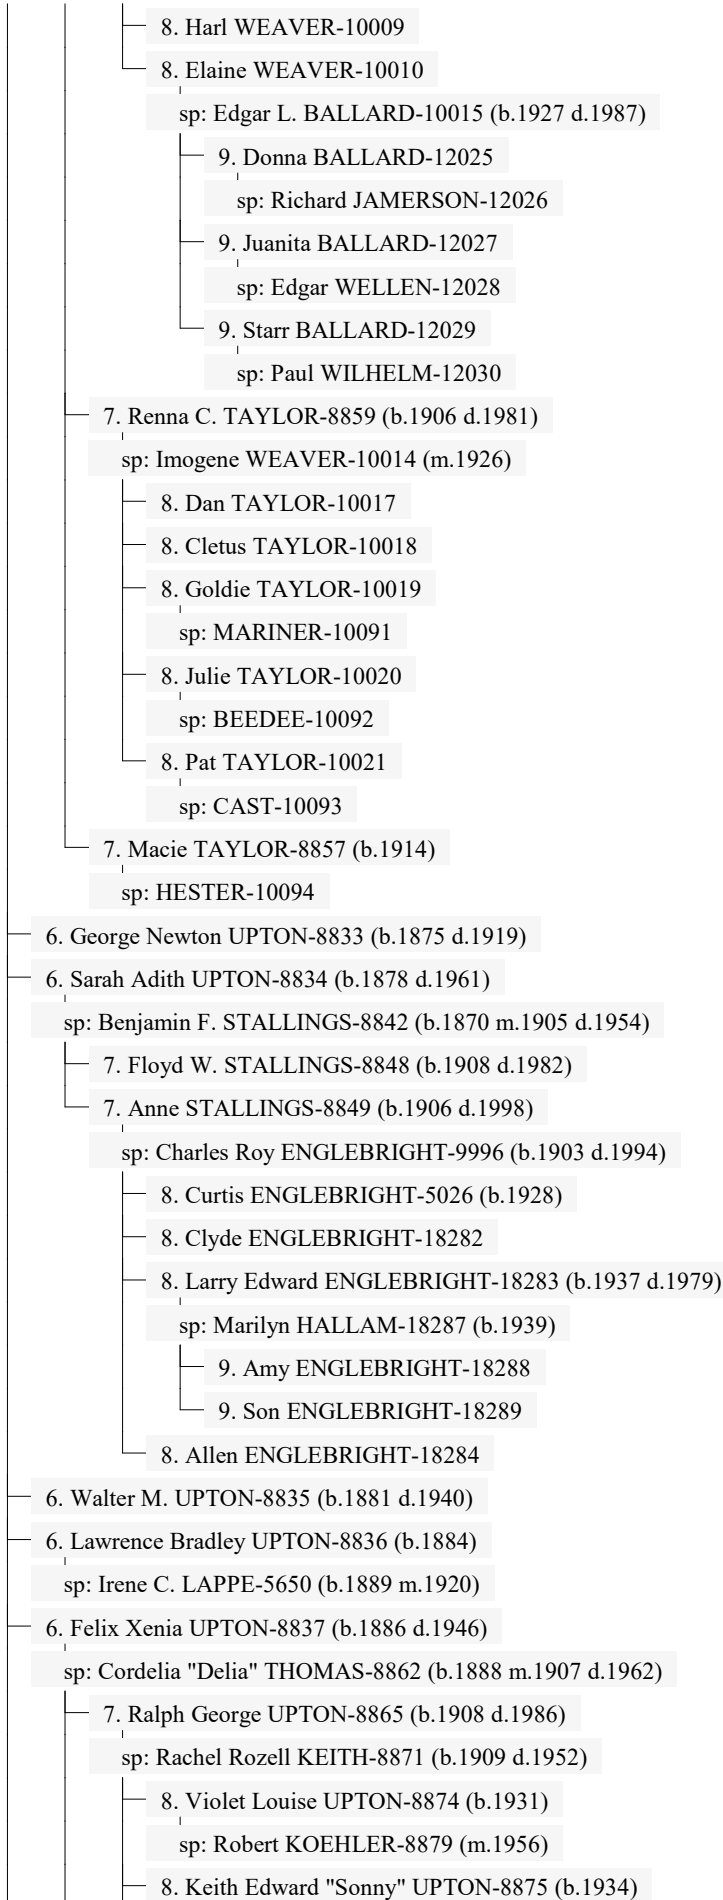 8. Harl WEAVER-10009
8. Elaine WEAVER-10010
sp: Edgar L. BALLARD-10015 (b.1927 d.1987)
9. Donna BALLARD-12025
sp: Richard JAMERSON-12026
9. Juanita BALLARD-12027
sp: Edgar WELLEN-12028
9. Starr BALLARD-12029
sp: Paul WILHELM-12030
7. Renna C. TAYLOR-8859 (b.1906 d.1981)
sp: Imogene WEAVER-10014 (m.1926)
8. Dan TAYLOR-10017
8. Cletus TAYLOR-10018
8. Goldie TAYLOR-10019
sp: MARINER-10091
8. Julie TAYLOR-10020
sp: BEEDEE-10092
8. Pat TAYLOR-10021
sp: CAST-10093
7. Macie TAYLOR-8857 (b.1914)
sp: HESTER-10094
6. George Newton UPTON-8833 (b.1875 d.1919)
6. Sarah Adith UPTON-8834 (b.1878 d.1961)
sp: Benjamin F. STALLINGS-8842 (b.1870 m.1905 d.1954)
7. Floyd W. STALLINGS-8848 (b.1908 d.1982)
7. Anne STALLINGS-8849 (b.1906 d.1998)
sp: Charles Roy ENGLEBRIGHT-9996 (b.1903 d.1994)
8. Curtis ENGLEBRIGHT-5026 (b.1928)
8. Clyde ENGLEBRIGHT-18282
8. Larry Edward ENGLEBRIGHT-18283 (b.1937 d.1979)
sp: Marilyn HALLAM-18287 (b.1939)
9. Amy ENGLEBRIGHT-18288
9. Son ENGLEBRIGHT-18289
8. Allen ENGLEBRIGHT-18284
6. Walter M. UPTON-8835 (b.1881 d.1940)
6. Lawrence Bradley UPTON-8836 (b.1884)
sp: Irene C. LAPPE-5650 (b.1889 m.1920)
6. Felix Xenia UPTON-8837 (b.1886 d.1946)
sp: Cordelia "Delia" THOMAS-8862 (b.1888 m.1907 d.1962)
7. Ralph George UPTON-8865 (b.1908 d.1986)
sp: Rachel Rozell KEITH-8871 (b.1909 d.1952)
8. Violet Louise UPTON-8874 (b.1931)
sp: Robert KOEHLER-8879 (m.1956)
8. Keith Edward "Sonny" UPTON-8875 (b.1934)